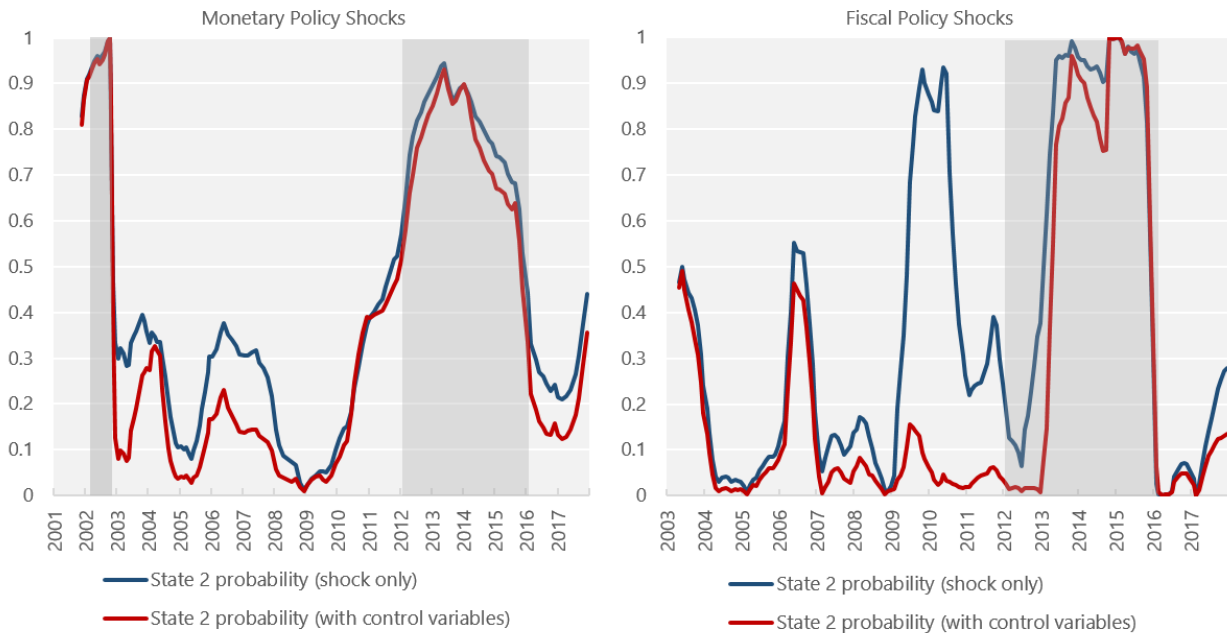 Monetary Policy Shocks
1
0.9
0.8
0.7
0.6
0.5
0.4
0.3
0.2
0.1
0
2001 2002 2003 2004 2005 2006 2007 2008 2009 2010 2011 2012 2013 2014 2015 2016 2017
State 2 probability (shock only)
State 2 probability (with control variables)
Fiscal Policy Shocks
1
0.9
0.8
0.7
0.6
0.5
0.4
0.3
0.2
0.1
0
2003 2004 2005 2006 2007 2008 2009 2010 2011 2012 2013 2014 2015 2016 2017
State 2 probability (shock only)
State 2 probability (with control variables)